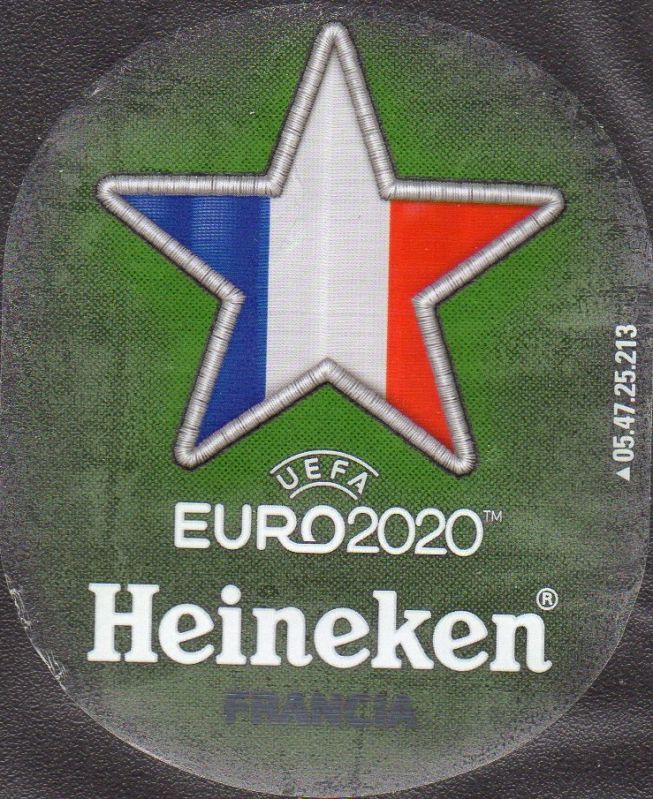 UEFA
EURO2020™
Heineken®
FRANCIA
▲05.47.25.213